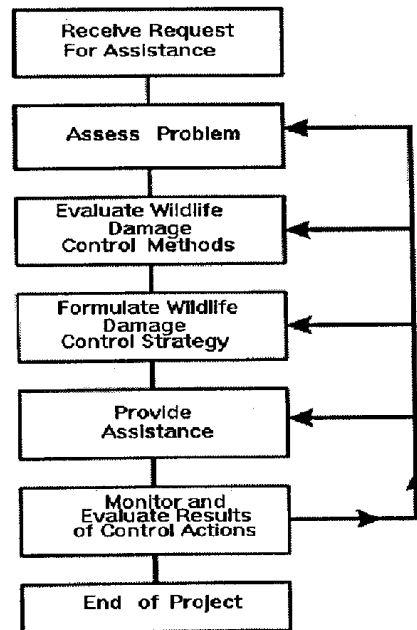 Receive Request
For Assistance
Assess Problem
Evaluate Wildlife
Damage
Control Methods
Formulate Wildlife
Damage
Control Strategy
Provide
Assistance
Monitor and
Evaluate Results
of Control Actions
End of Project